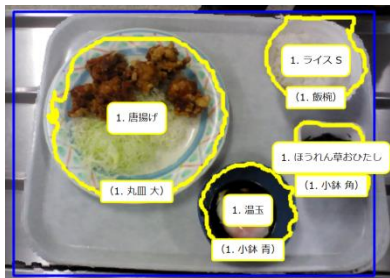 1. ライス S
(1. 飯椀)
1. 唐揚げ
(1. 丸皿 大)
1. ほうれん草おひたし
(1. 小鉢 角)
1. 温玉
(1. 小鉢 青)